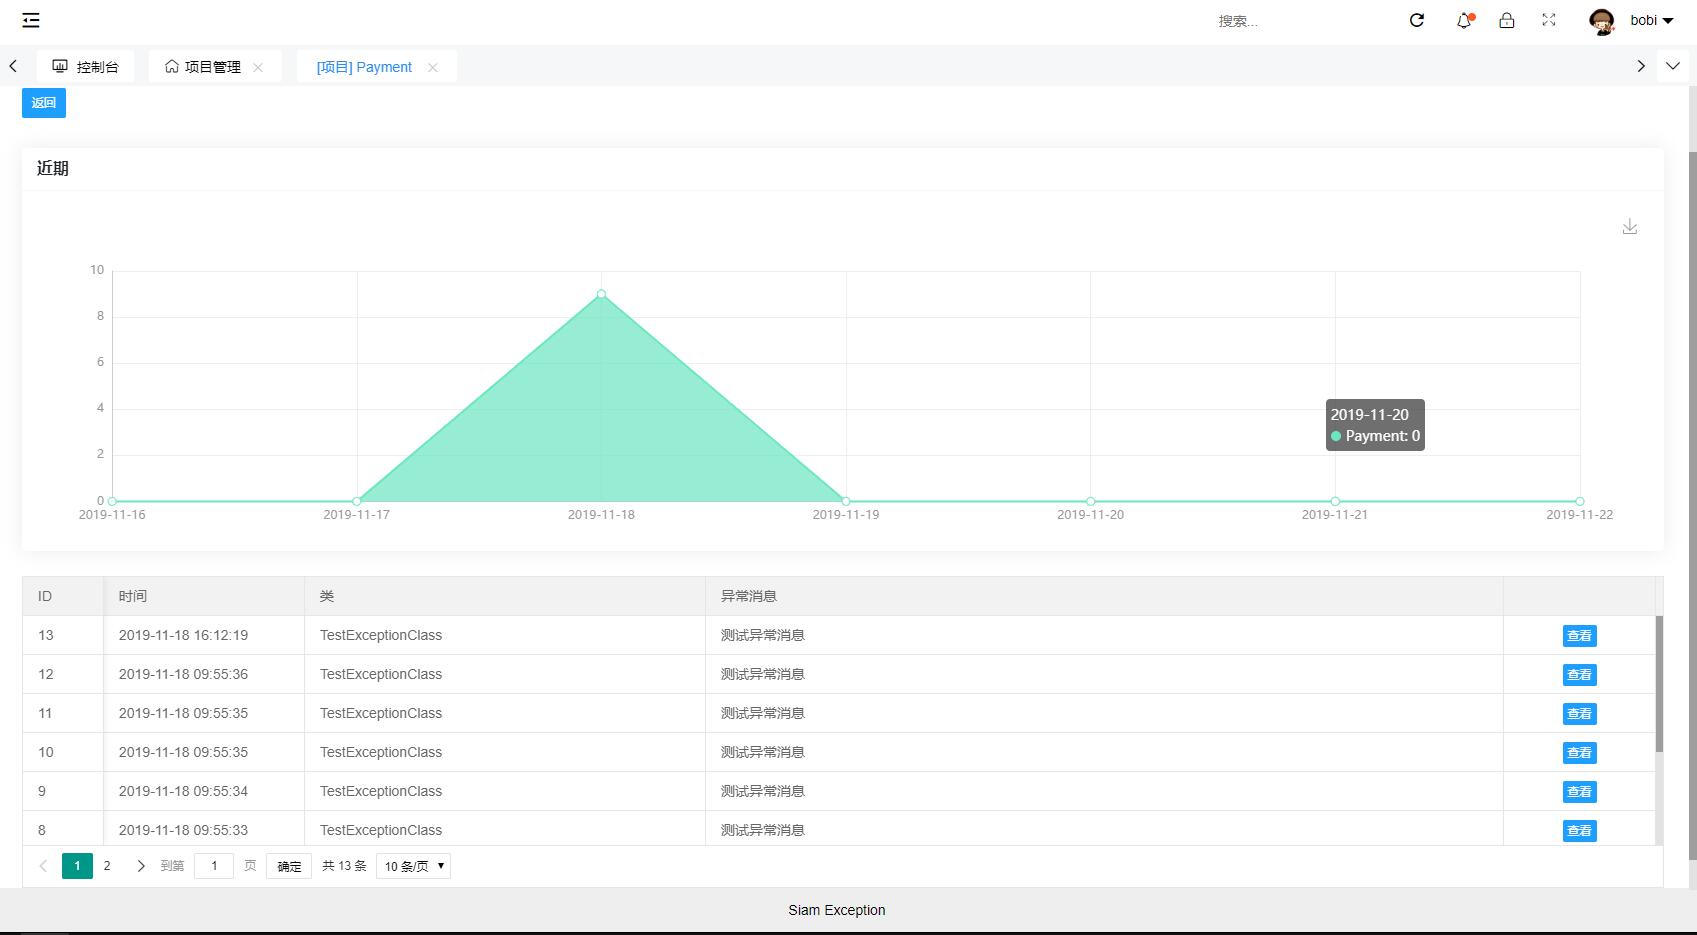 搜索...
bobi
控制台
项目管理
[项目] Payment
返回
近期
10
8
6
4
2
0
2019-11-20
Payment: 0
2019-11-16 2019-11-17 2019-11-18 2019-11-19 2019-11-20 2019-11-21 2019-11-22
ID 时间 类 异常消息
13 2019-11-18 16:12:19 TestExceptionClass 测试异常消息 查看
12 2019-11-18 09:55:36 TestExceptionClass 测试异常消息 查看
11 2019-11-18 09:55:35 TestExceptionClass 测试异常消息 查看
10 2019-11-18 09:55:35 TestExceptionClass 测试异常消息 查看
9 2019-11-18 09:55:34 TestExceptionClass 测试异常消息 查看
8 2019-11-18 09:55:33 TestExceptionClass 测试异常消息 查看
1 2 到第 1 页 确定 共 13 条 10 条/页
Siam Exception